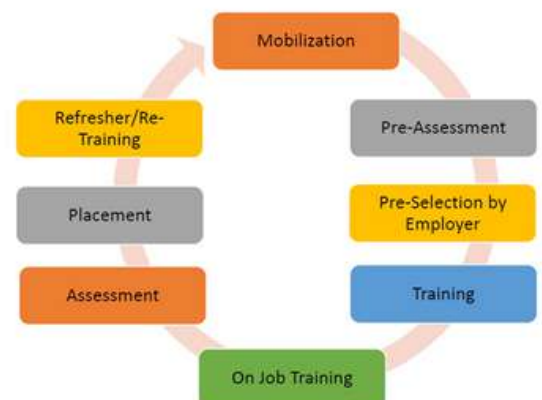 Mobilization
Pre-Assessment
Pre-Selection by
Employer
Training
On Job Training
Assessment
Placement
Refresher/Re-
Training